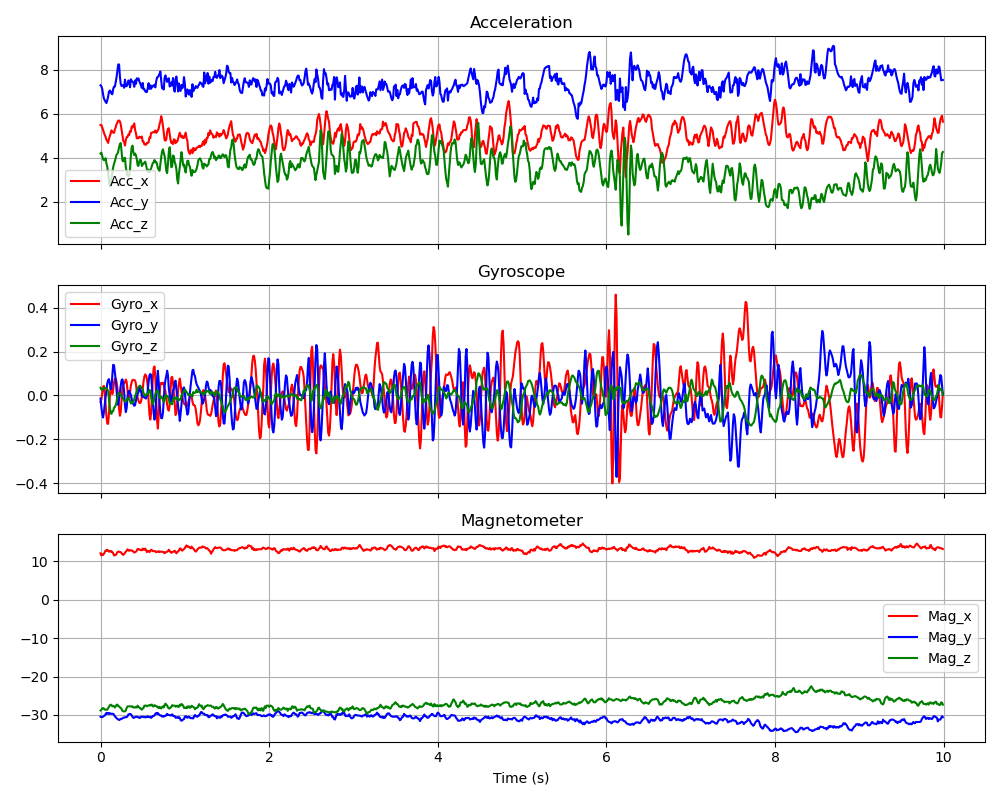 Acceleration
8
6
4
2
Acc_x
Acc_y
Acc_z
Gyroscope
0.4
0.2
0.0
−0.2
−0.4
Gyro_x
Gyro_y
Gyro_z
Magnetometer
10
0
−10
−20
−30
Mag_x
Mag_y
Mag_z
0 2 4 6 8 10
Time (s)